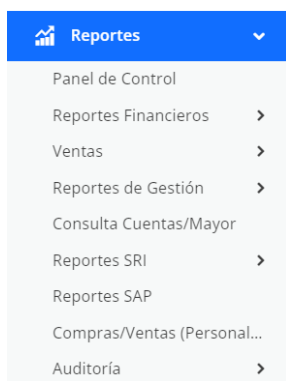 Reportes
Panel de Control
Reportes Financieros
Ventas
Reportes de Gestión
Consulta Cuentas/Mayor
Reportes SRI
Reportes SAP
Compras/Ventas (Personal...
Auditoría